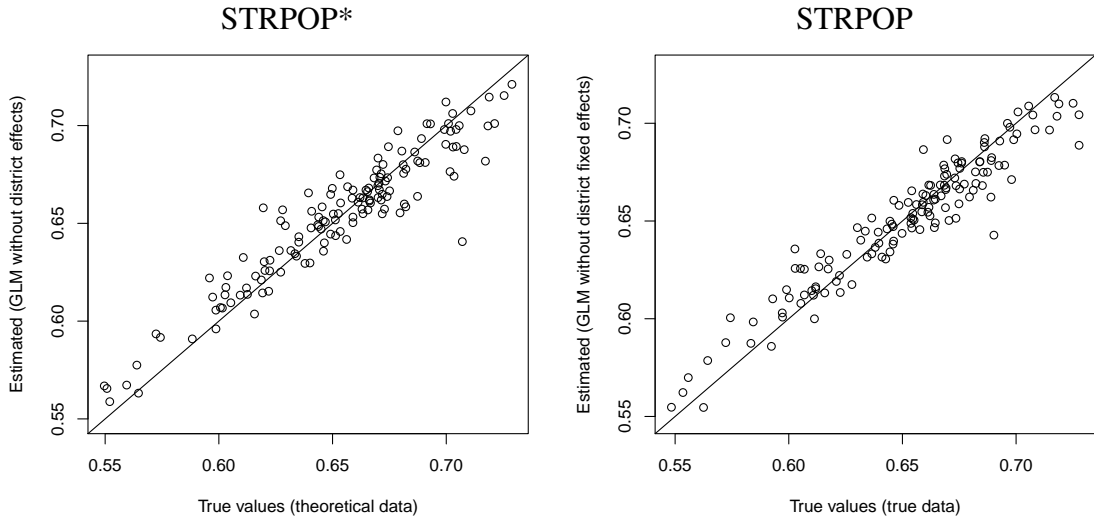 STRPOP*
Estimated (GLM without district effects)
0.70
0.65
0.60
0.55
0.55 0.60 0.65 0.70
True values (theoretical data)
STRPOP
Estimated (GLM without district fixed effects)
0.70
0.65
0.60
0.55
0.55 0.60 0.65 0.70
True values (true data)